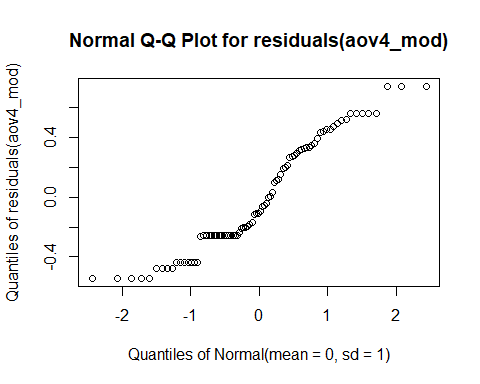 Normal Q-Q Plot for residuals(aov4_mod)
Quantiles of residuals(aov4_mod)
0.4
0.0
-0.4
-2 -1 0 1 2
Quantiles of Normal(mean = 0, sd = 1)